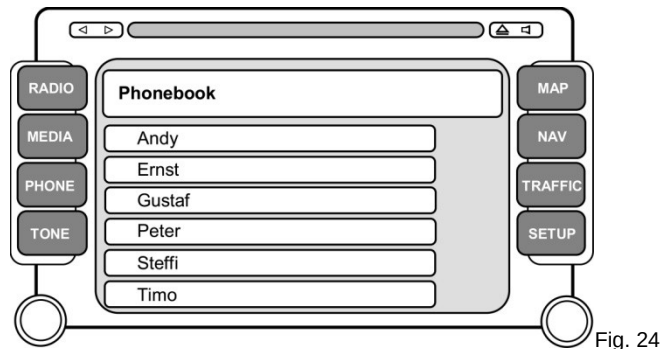 RADIO
MEDIA
PHONE
TONE
Phonebook
Andy
Ernst
Gustaf
Peter
Steffi
Timo
MAP
NAV
TRAFFIC
SETUP
Fig. 24